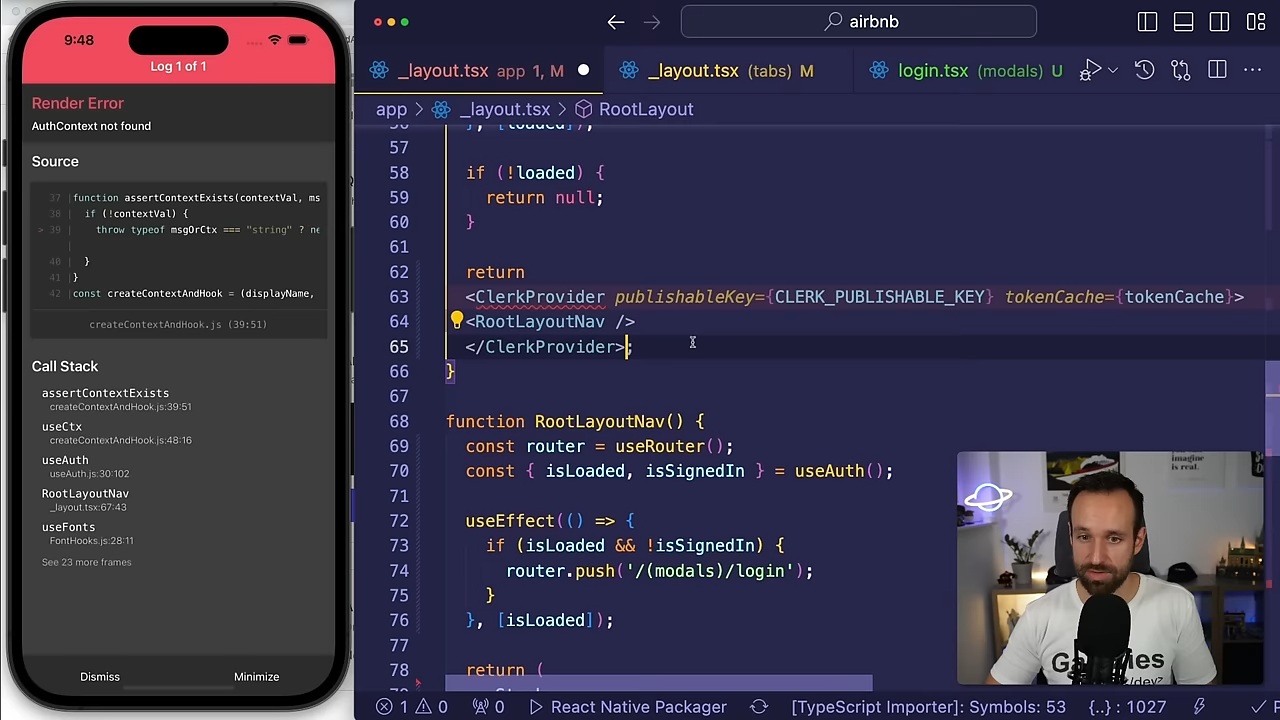 9:48
Log 1 of 1
Render Error
AuthContext not found
Source
37 |function assertContextExists(contextVal, ms
38 | if (!contextVal) {
> 39 | throw typeof msgOrCtx === "string" ? ne
|
40 | }
41 |}
42 |const createContextAndHook = (displayName,
createContextAndHook.js (39:51)
Call Stack
assertContextExists
createContextAndHook.js:39:51
useCtx
createContextAndHook.js:48:16
useAuth
useAuth.js:30:102
RootLayoutNav
_layout.tsx:67:43
useFonts
FontHooks.js:28:11
See 23 more frames
Dismiss
Minimize
airbnb
_layout.tsx app 1, M
_layout.tsx (tabs) M
login.tsx (modals) U
app > _layout.tsx > RootLayout
56 }, [loaded]);
57
58 if (!loaded) {
59 return null;
60 }
61
62 return
63 <ClerkProvider publishableKey={CLERK_PUBLISHABLE_KEY} tokenCache={tokenCache}>
64 <RootLayoutNav />
65 </ClerkProvider>;
66 }
67
68 function RootLayoutNav() {
69 const router = useRouter();
70 const { isLoaded, isSignedIn } = useAuth();
71
72 useEffect(() => {
73 if (isLoaded && !isSignedIn) {
74 router.push('/(modals)/login');
75 }
76 }, [isLoaded]);
77
78 return (
imagine
is real.
1 0 0 React Native Packager [TypeScript Importer]: Symbols: 53 {..} : 1027